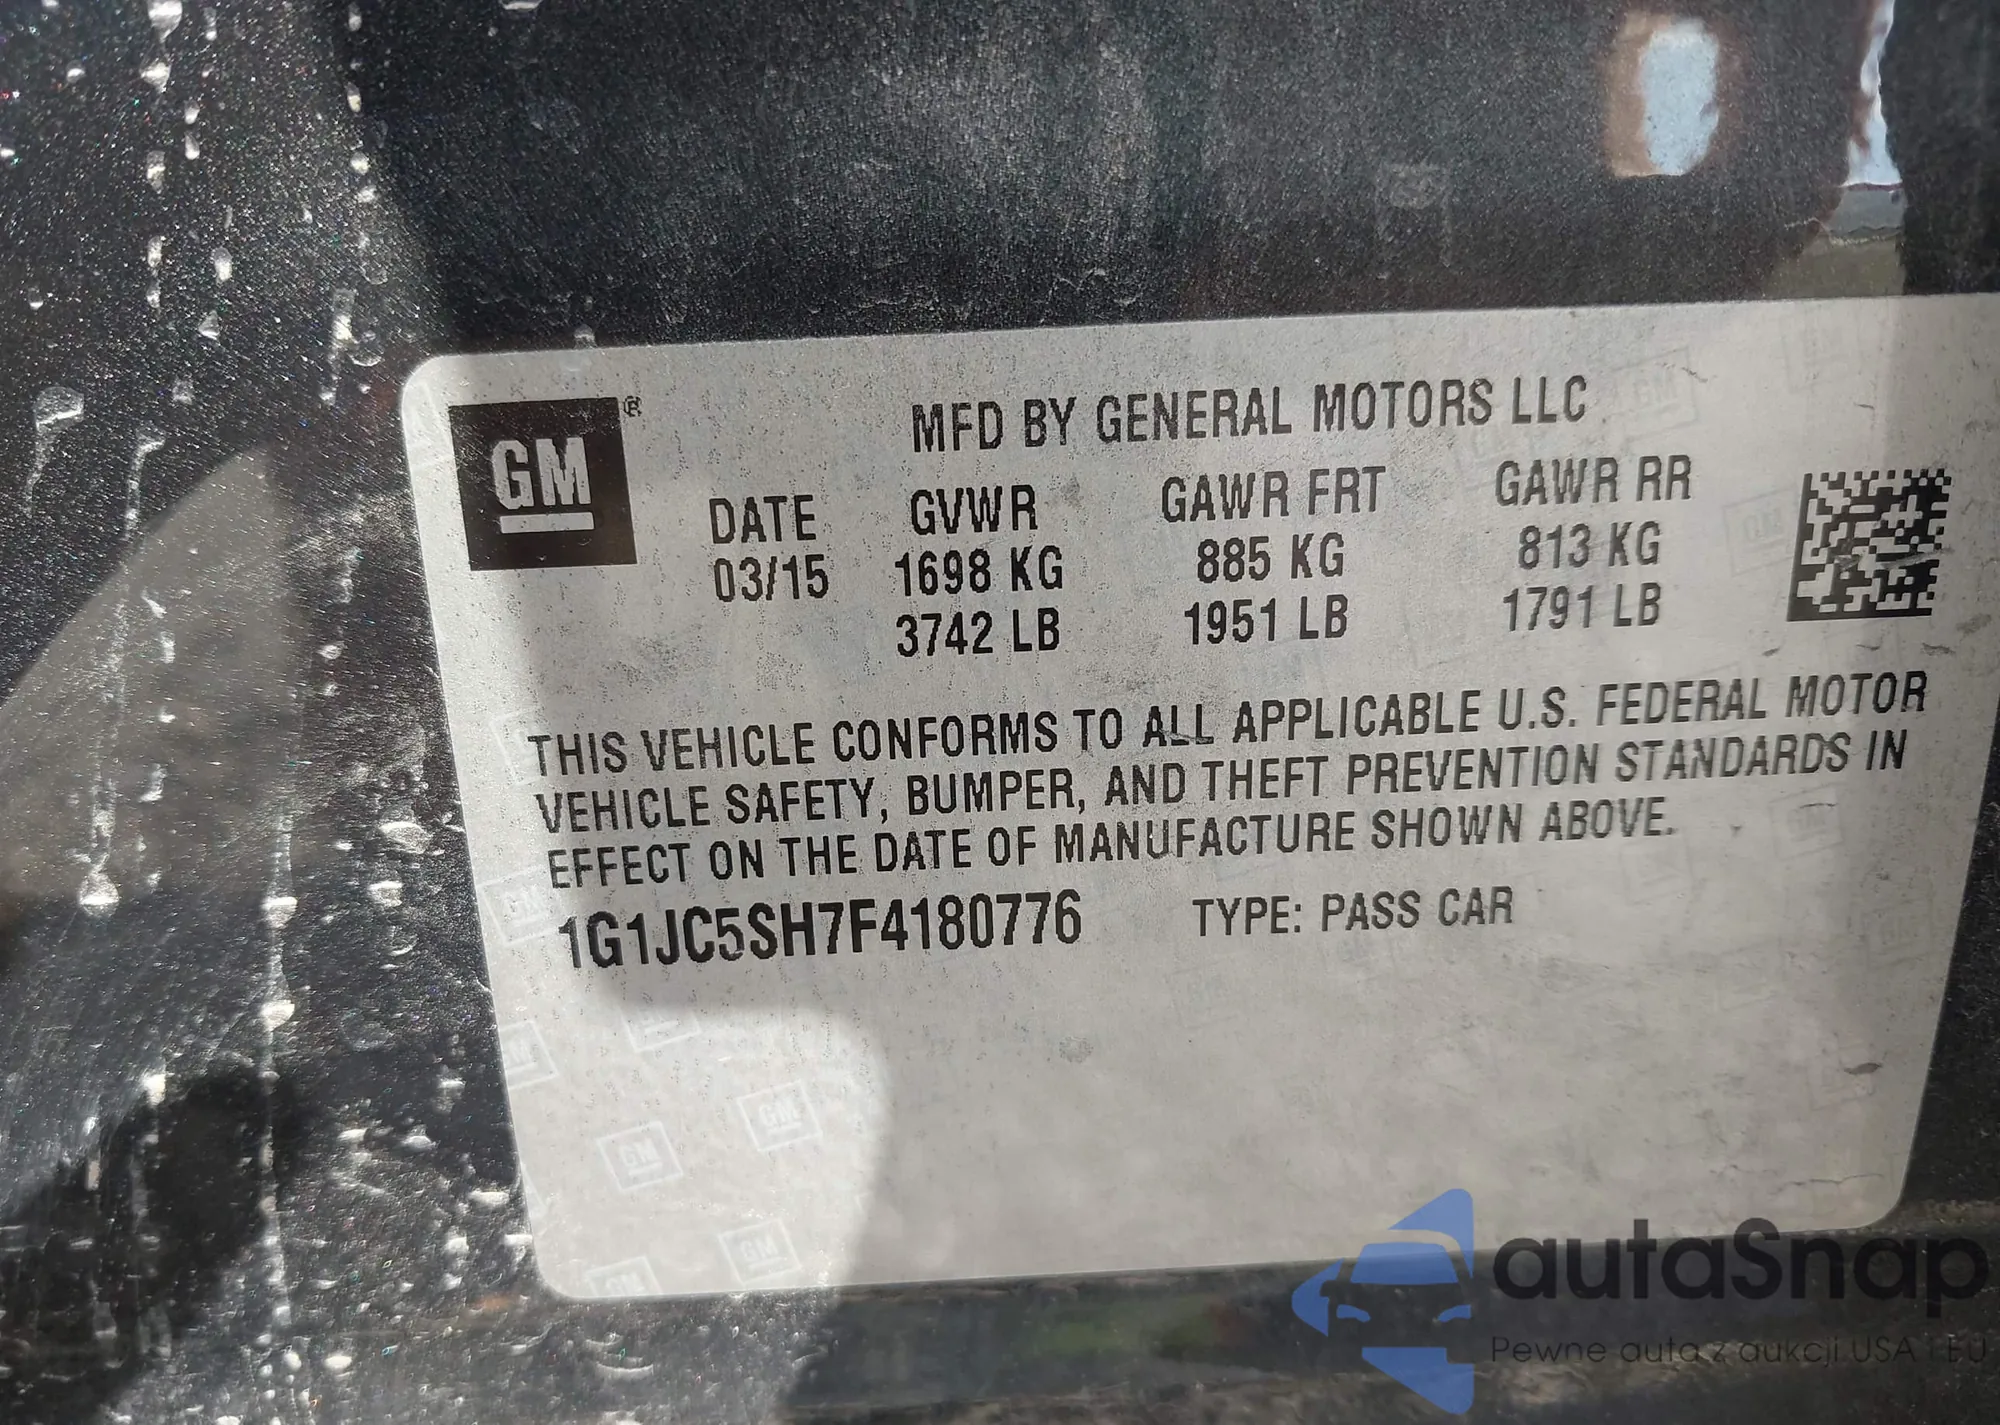 GM®
MFD BY GENERAL MOTORS LLC
DATE GVWR GAWR FRT GAWR RR
03/15 1698 KG 885 KG 813 KG
3742 LB 1951 LB 1791 LB
THIS VEHICLE CONFORMS TO ALL APPLICABLE U.S. FEDERAL MOTOR
VEHICLE SAFETY, BUMPER, AND THEFT PREVENTION STANDARDS IN
EFFECT ON THE DATE OF MANUFACTURE SHOWN ABOVE.
1G1JC5SH7F4180776 TYPE: PASS CAR
autaSnap
Pewne auta z aukcji USA i EU